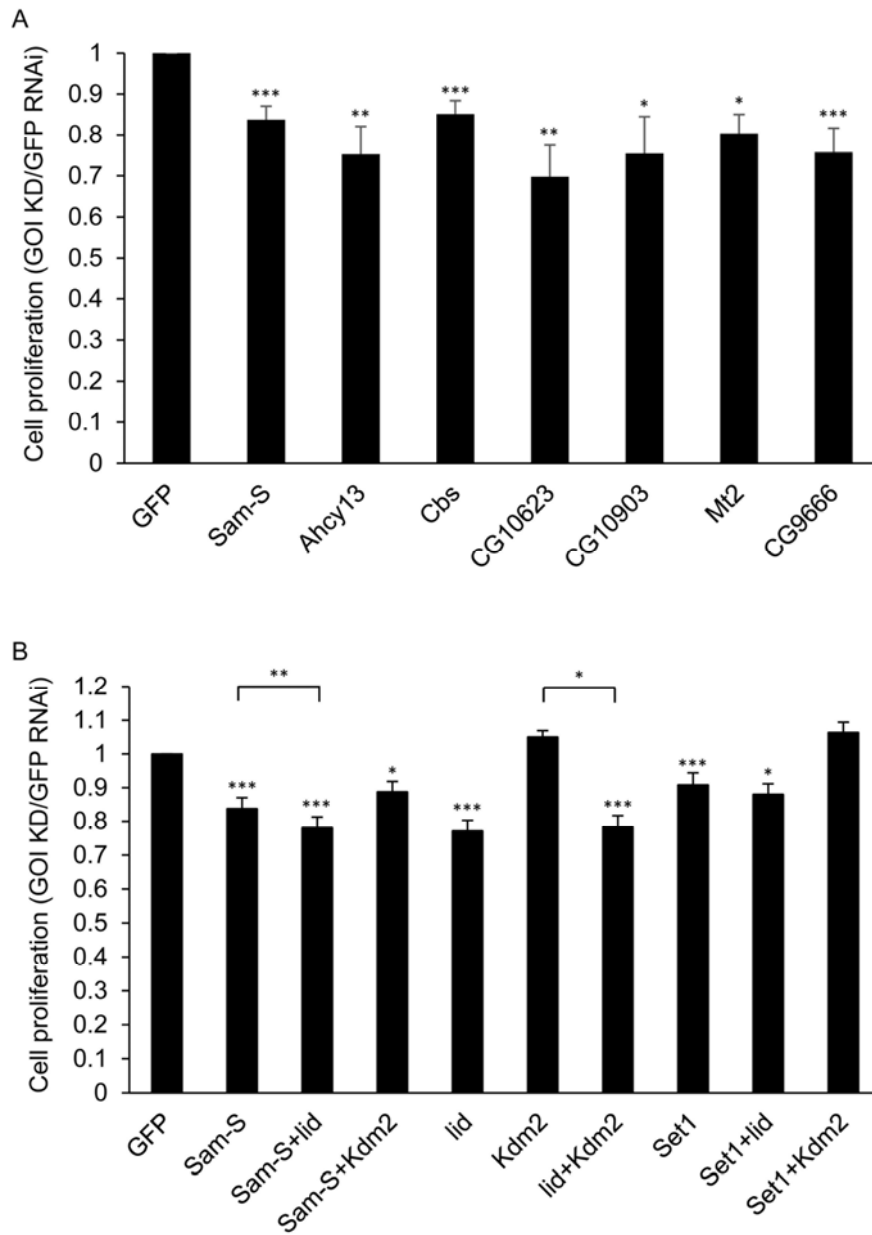 A
Cell proliferation (GOI KD/GFP RNAi)
1
0.9
0.8
0.7
0.6
0.5
0.4
0.3
0.2
0.1
0
***
**
***
**
*
*
***
GFP
Sam-S
Ahcy13
Cbs
CG10623
CG10903
Mt2
CG9666
B
Cell proliferation (GOI KD/GFP RNAi)
1.2
1.1
1
0.9
0.8
0.7
0.6
0.5
0.4
0.3
0.2
0.1
0
**
*
***
***
*
***
***
***
*
GFP
Sam-S
Sam-S+lid
Sam-S+Kdm2
lid
Kdm2
lid+Kdm2
Set1
Set1+lid
Set1+Kdm2